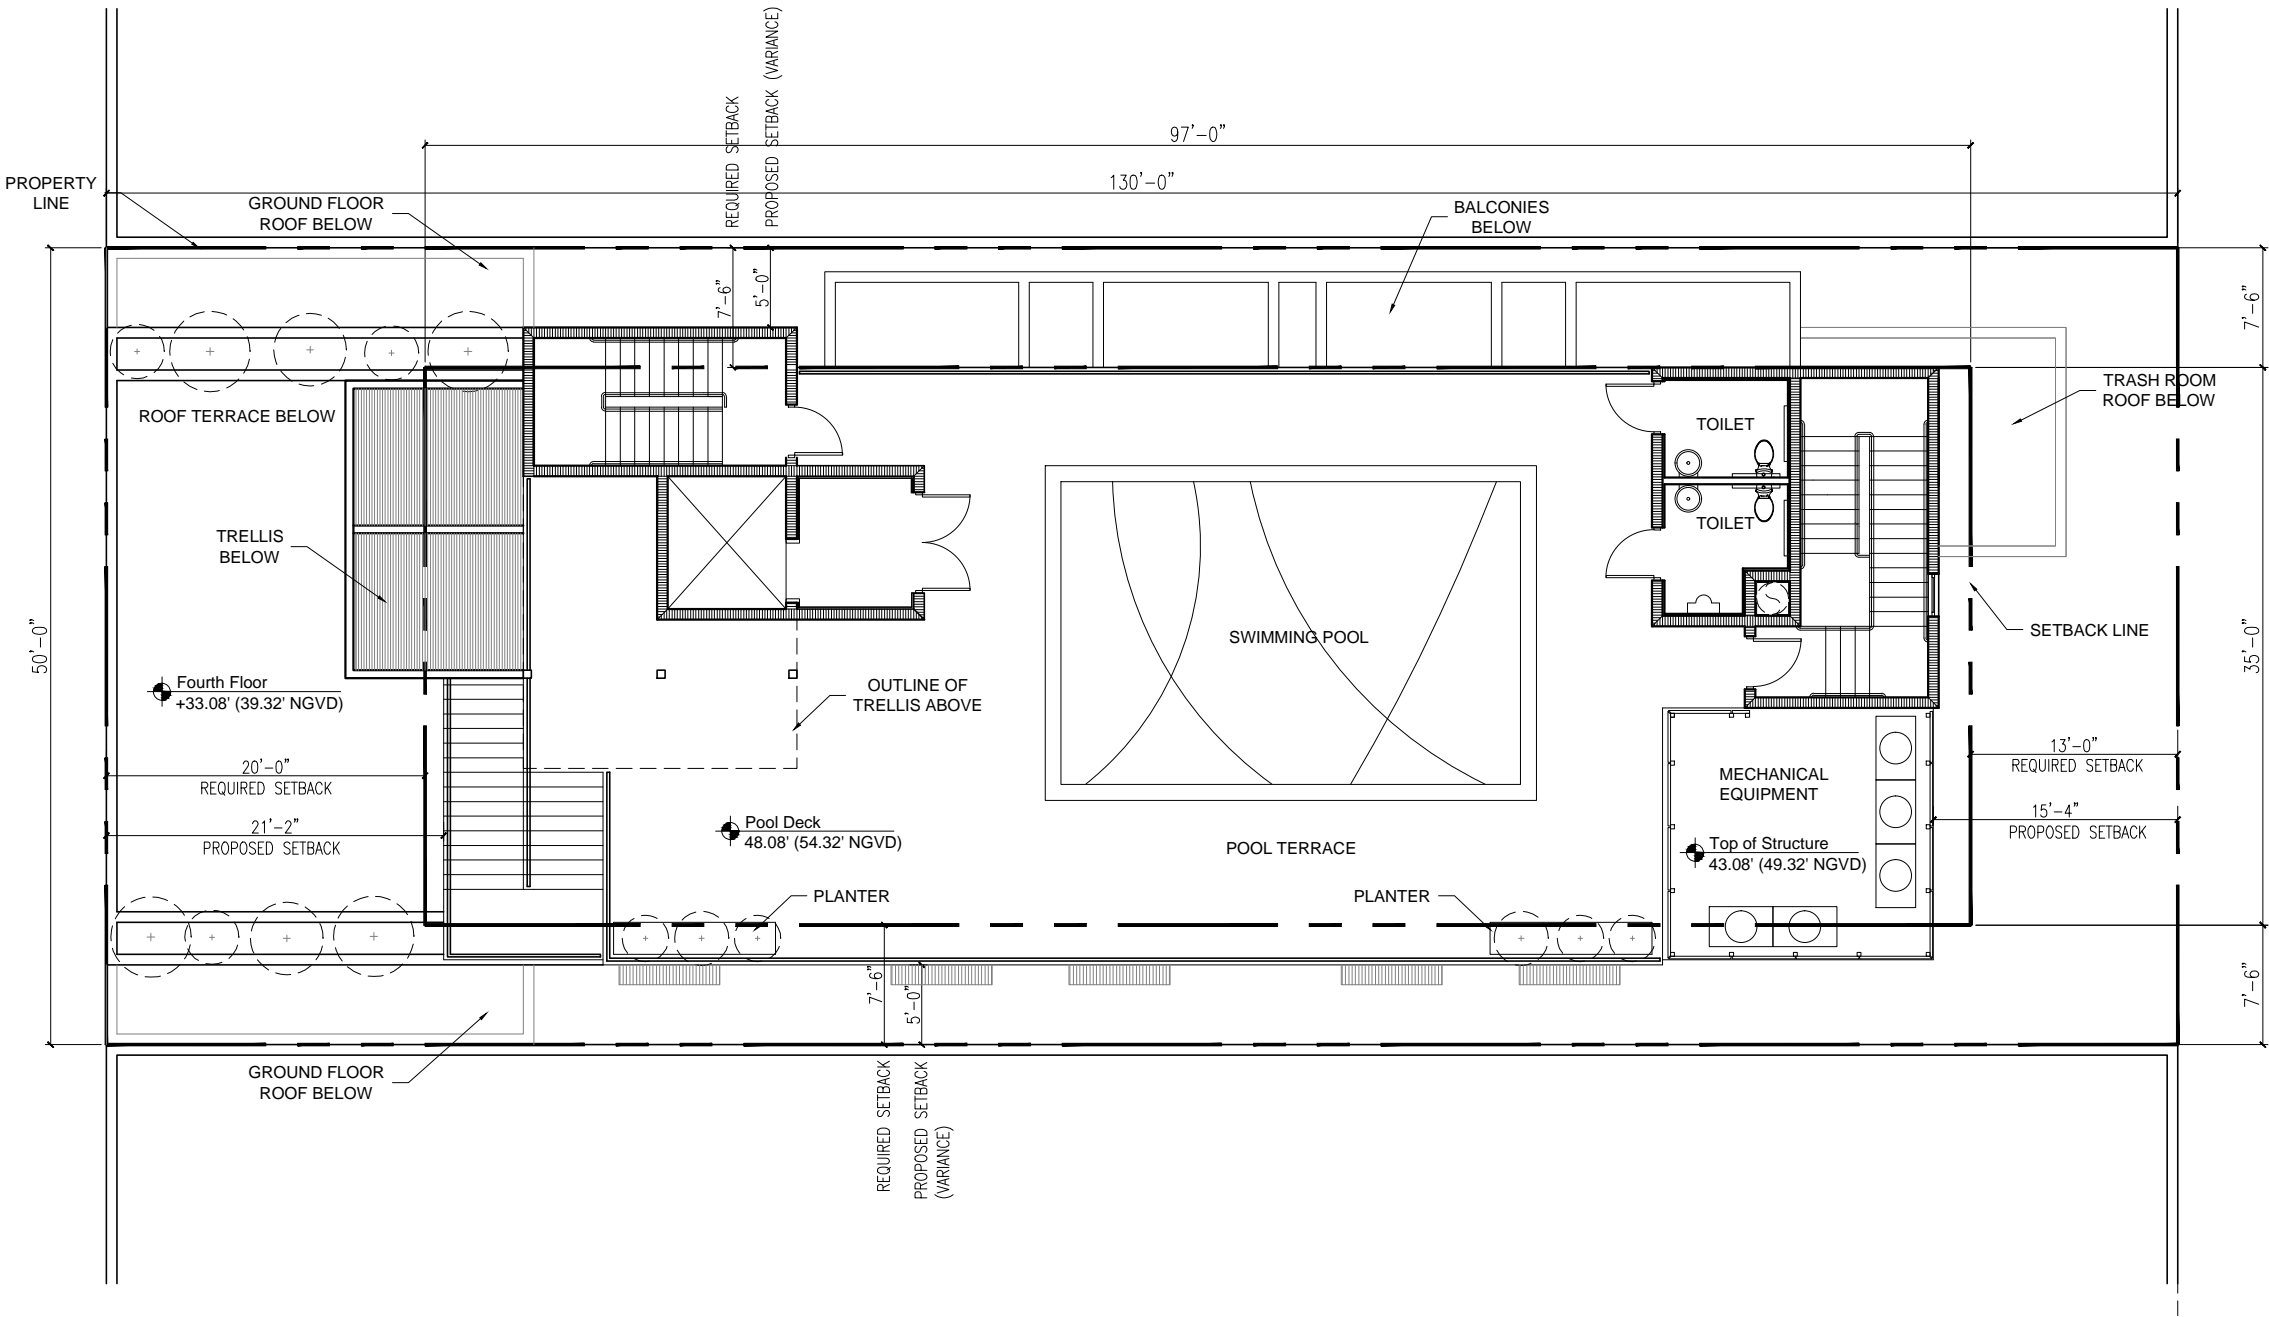 REQUIRED SETBACK
PROPOSED SETBACK (VARIANCE)
97'-0"
130'-0"
PROPERTY
LINE
GROUND FLOOR
ROOF BELOW
BALCONIES
BELOW
7'-6"
5'-0"
7'-6"
TRASH ROOM
ROOF BELOW
ROOF TERRACE BELOW
TOILET
TOILET
TRELLIS
BELOW
50'-0"
SWIMMING POOL
SETBACK LINE
35'-0"
Fourth Floor
+33.08' (39.32' NGVD)
OUTLINE OF
TRELLIS ABOVE
20'-0"
REQUIRED SETBACK
13'-0"
REQUIRED SETBACK
MECHANICAL
EQUIPMENT
21'-2"
PROPOSED SETBACK
15'-4"
PROPOSED SETBACK
Pool Deck
48.08' (54.32' NGVD)
POOL TERRACE
Top of Structure
43.08' (49.32' NGVD)
PLANTER
PLANTER
7'-6"
5'-0"
7'-6"
GROUND FLOOR
ROOF BELOW
REQUIRED SETBACK
PROPOSED SETBACK
(VARIANCE)